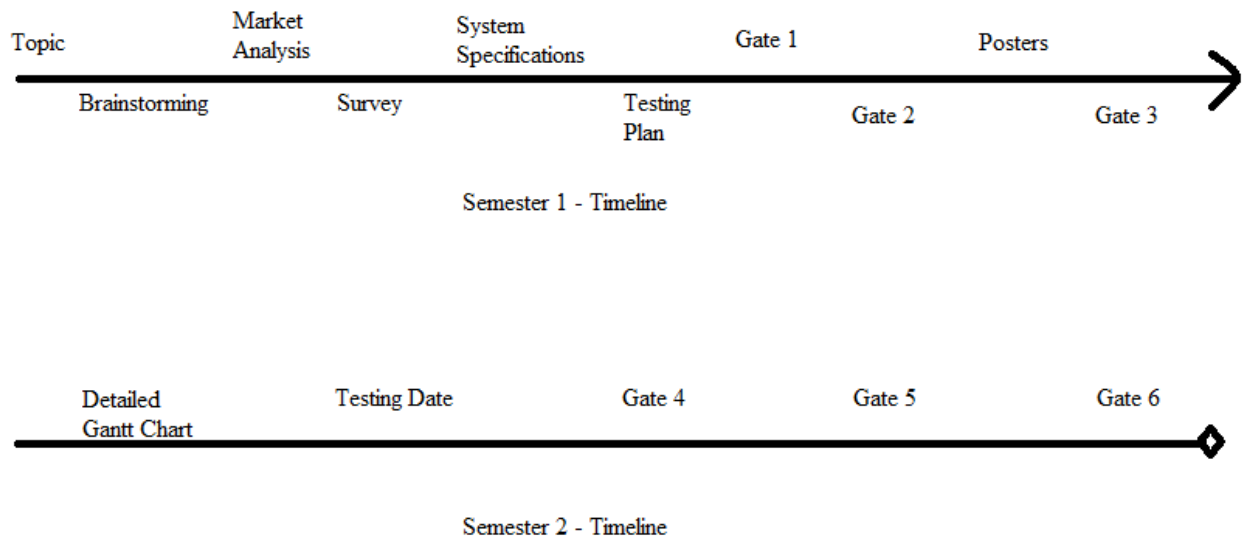 Topic
Market
Analysis
System
Specifications
Gate 1
Posters
Brainstorming
Survey
Testing
Plan
Gate 2
Gate 3
Semester 1 - Timeline
Detailed
Gantt Chart
Testing Date
Gate 4
Gate 5
Gate 6
Semester 2 - Timeline